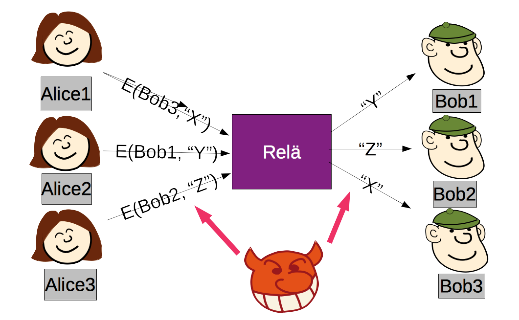 Alice1
E(Bob3, “X”)
Alice2
E(Bob1, “Y”)
Alice3
E(Bob2, “Z”)
Relä
“Y”
Bob1
“Z”
Bob2
“X”
Bob3